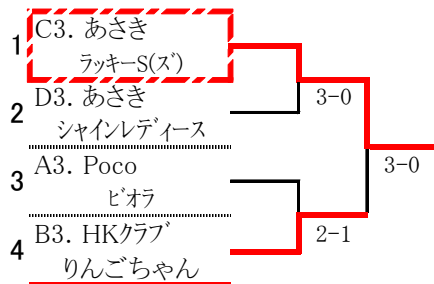 1 C3. あさき
ラッキーS(ズ)
2 D3. あさき
シャインレディース
3 A3. Poco
ビオラ
4 B3. HKクラブ
りんごちゃん
3-0
3-0
2-1